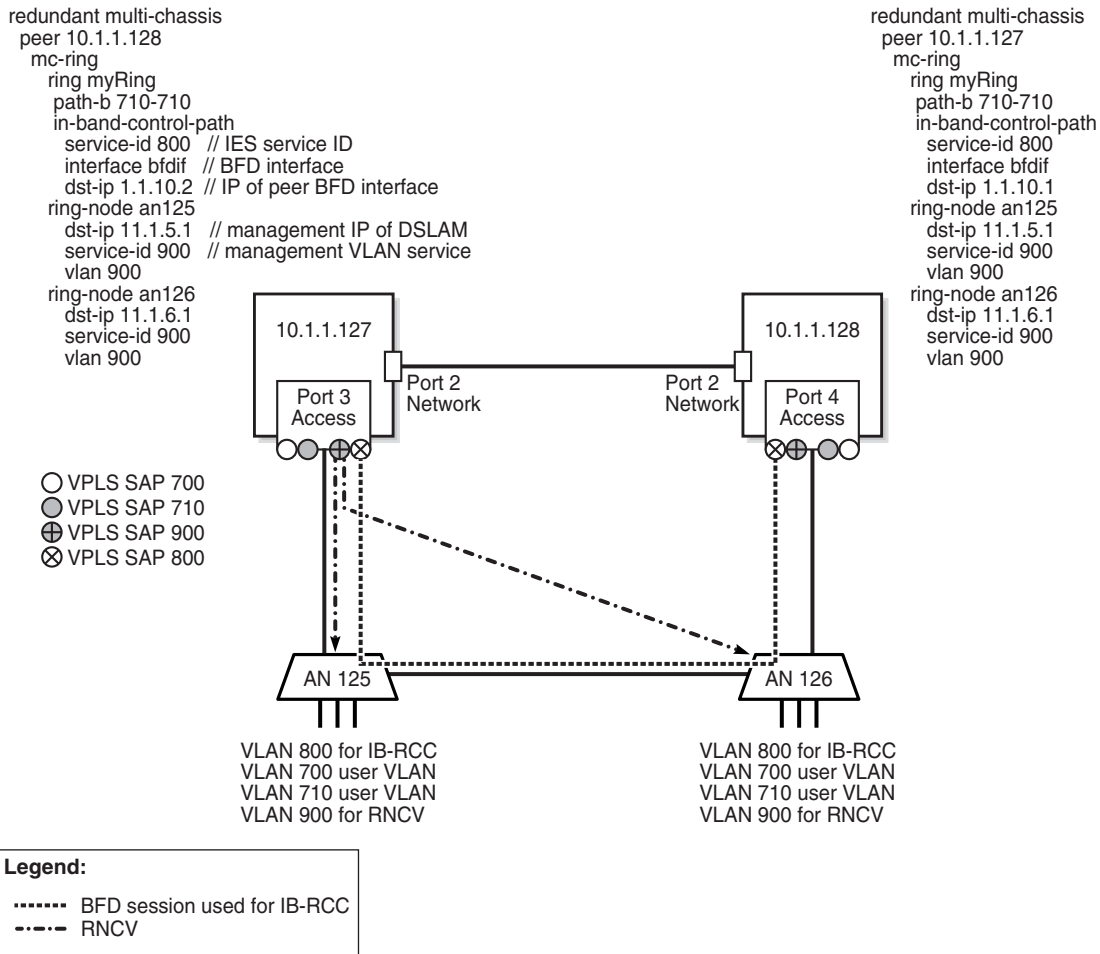 redundant multi-chassis
peer 10.1.1.128
mc-ring
ring myRing
path-b 710-710
in-band-control-path
service-id 800 // IES service ID
interface bfdif // BFD interface
dst-ip 1.1.10.2 // IP of peer BFD interface
ring-node an125
dst-ip 11.1.5.1 // management IP of DSLAM
service-id 900 // management VLAN service
vlan 900
ring-node an126
dst-ip 11.1.6.1
service-id 900
vlan 900
redundant multi-chassis
peer 10.1.1.127
mc-ring
ring myRing
path-b 710-710
in-band-control-path
service-id 800
interface bfdif
dst-ip 1.1.10.1
ring-node an125
dst-ip 11.1.5.1
service-id 900
vlan 900
ring-node an126
dst-ip 11.1.6.1
service-id 900
vlan 900
10.1.1.127
Port 3
Access
Port 2
Network
Port 2
Network
10.1.1.128
Port 4
Access
VPLS SAP 700
VPLS SAP 710
VPLS SAP 900
VPLS SAP 800
AN 125
AN 126
VLAN 800 for IB-RCC
VLAN 700 user VLAN
VLAN 710 user VLAN
VLAN 900 for RNCV
VLAN 800 for IB-RCC
VLAN 700 user VLAN
VLAN 710 user VLAN
VLAN 900 for RNCV
Legend:
BFD session used for IB-RCC
RNCV